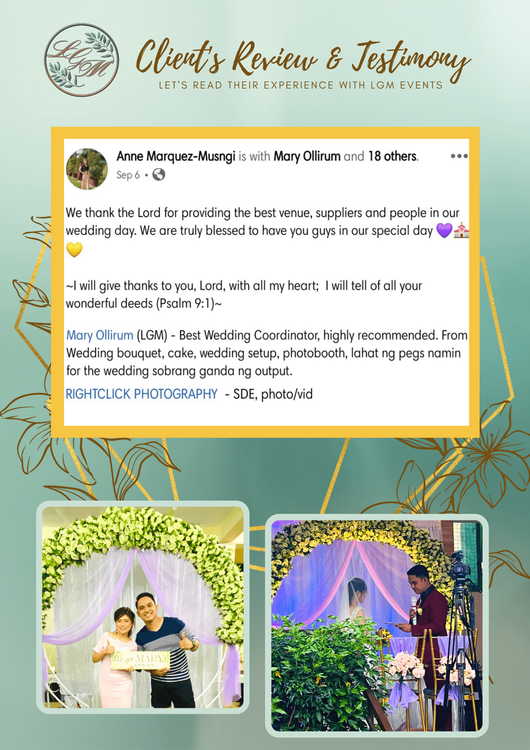 LGM
Client's Review & Testimony
LET'S READ THEIR EXPERIENCE WITH LGM EVENTS
Anne Marquez-Musngi is with Mary Ollirum and 18 others.
Sep 6 •
We thank the Lord for providing the best venue, suppliers and people in our
wedding day. We are truly blessed to have you guys in our special day 💜💒
💛
~I will give thanks to you, Lord, with all my heart; I will tell of all your
wonderful deeds (Psalm 9:1)~
Mary Ollirum (LGM) - Best Wedding Coordinator, highly recommended. From
Wedding bouquet, cake, wedding setup, photobooth, lahat ng pegs namin
for the wedding sobrang ganda ng output.
RIGHTCLICK PHOTOGRAPHY - SDE, photo/vid
MARY